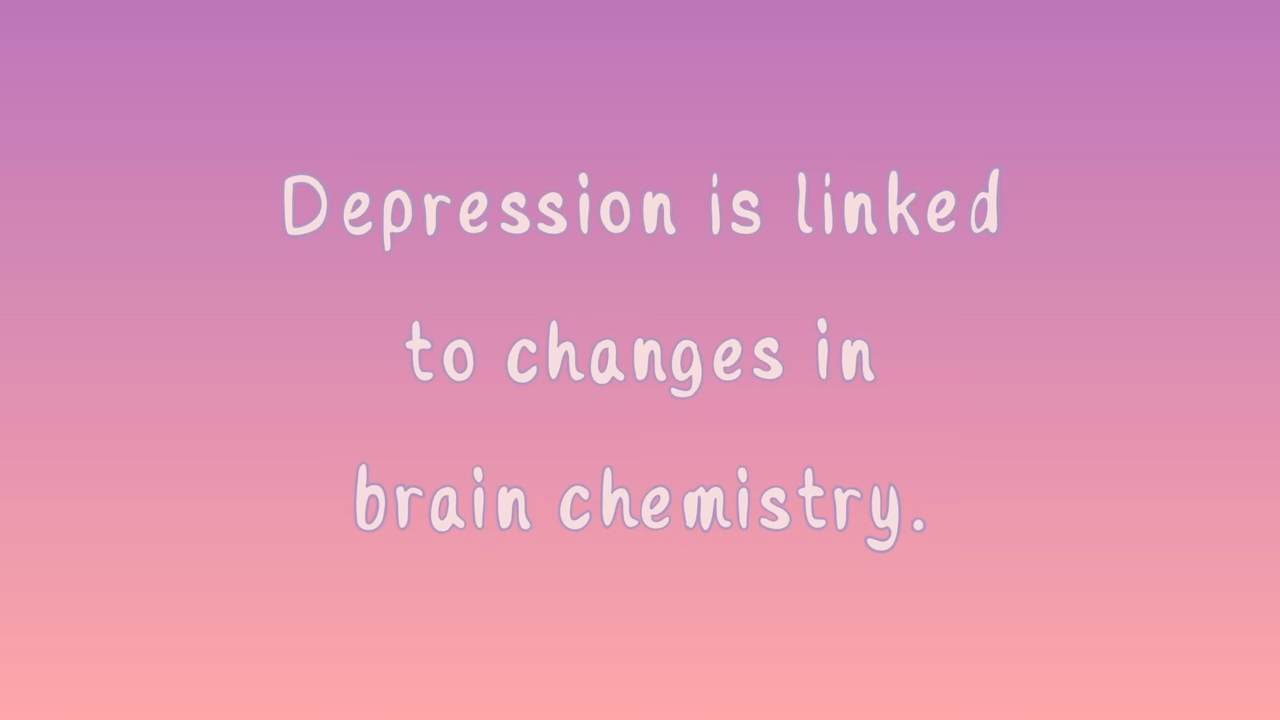 Depression is linked
to changes in
brain chemistry.